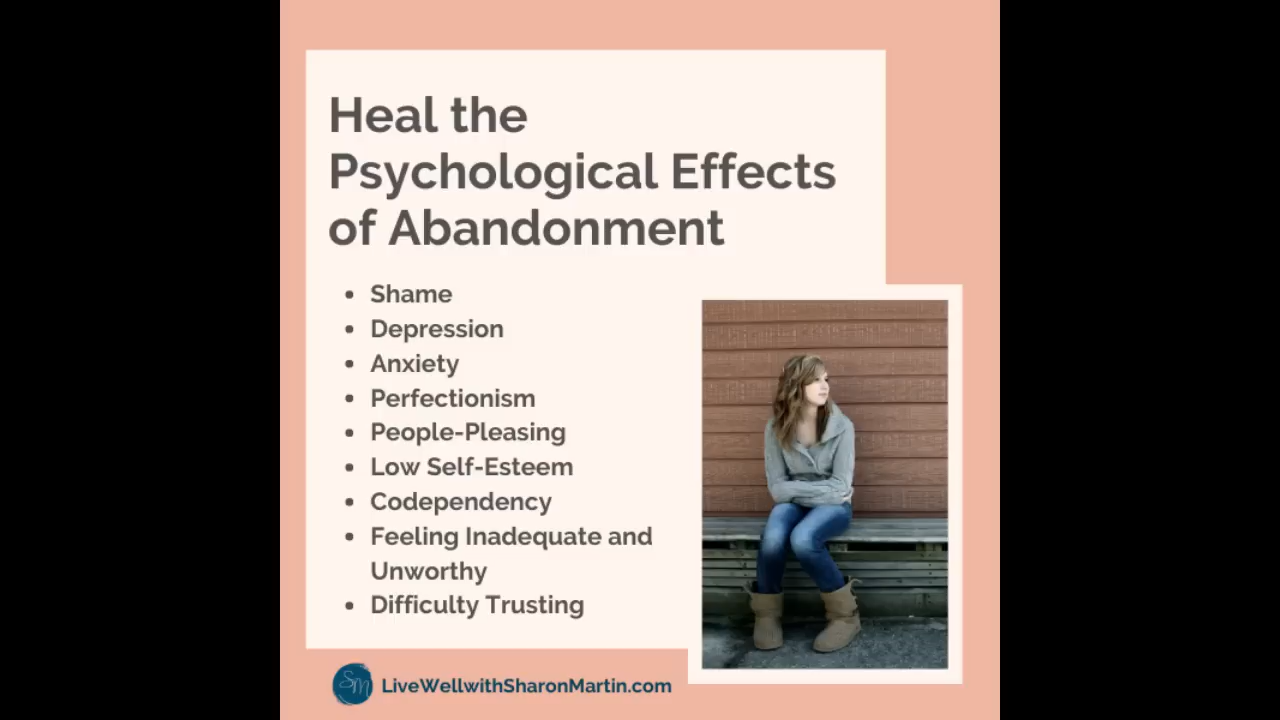 Heal the
Psychological Effects
of Abandonment
• Shame
• Depression
• Anxiety
• Perfectionism
• People-Pleasing
• Low Self-Esteem
• Codependency
• Feeling Inadequate and
Unworthy
• Difficulty Trusting
SM
LiveWellwithSharonMartin.com